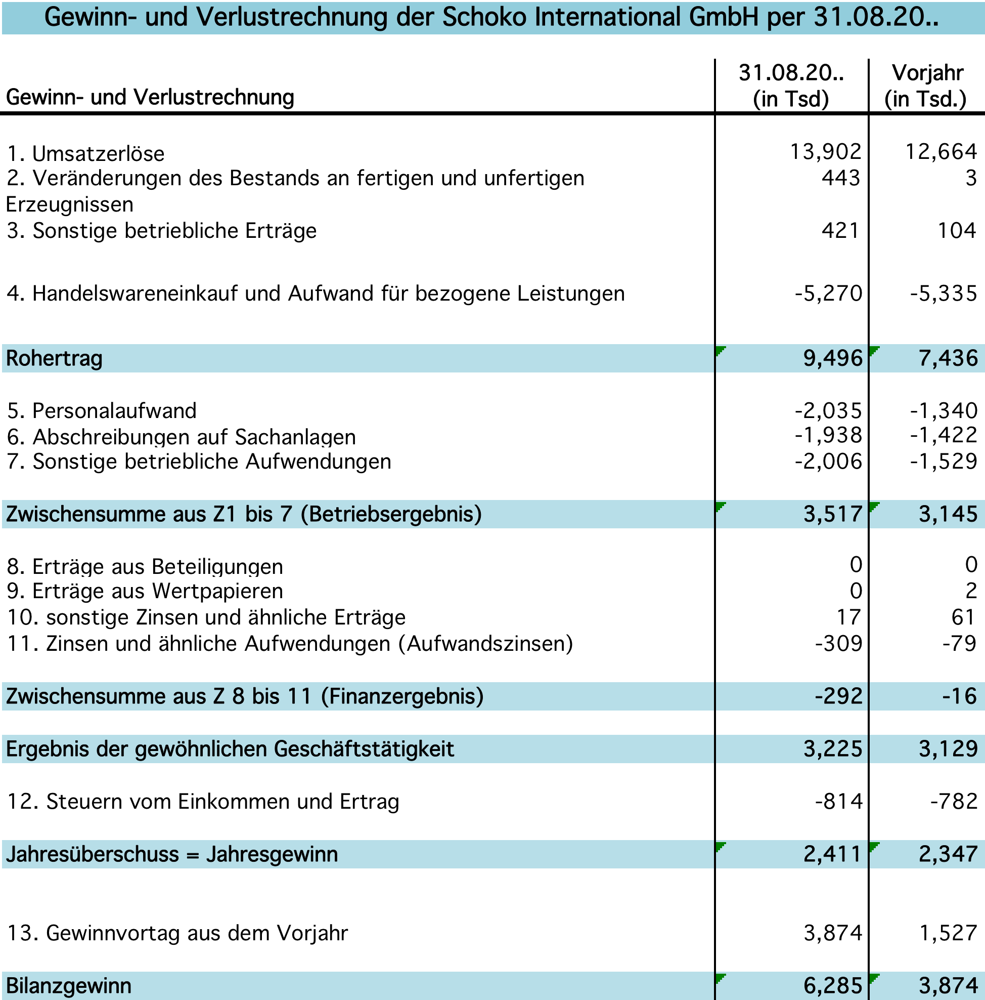 Gewinn- und Verlustrechnung der Schoko International GmbH per 31.08.20..
31.08.20.. Vorjahr
Gewinn- und Verlustrechnung (in Tsd) (in Tsd.)
1. Umsatzerlöse 13,902 12,664
2. Veränderungen des Bestands an fertigen und unfertigen 443 3
Erzeugnissen
3. Sonstige betriebliche Erträge 421 104
4. Handelswareneinkauf und Aufwand für bezogene Leistungen -5,270 -5,335
Rohertrag 9,496 7,436
5. Personalaufwand -2,035 -1,340
6. Abschreibungen auf Sachanlagen -1,938 -1,422
7. Sonstige betriebliche Aufwendungen -2,006 -1,529
Zwischensumme aus Z1 bis 7 (Betriebsergebnis) 3,517 3,145
8. Erträge aus Beteiligungen 0 0
9. Erträge aus Wertpapieren 0 2
10. sonstige Zinsen und ähnliche Erträge 17 61
11. Zinsen und ähnliche Aufwendungen (Aufwandszinsen) -309 -79
Zwischensumme aus Z 8 bis 11 (Finanzergebnis) -292 -16
Ergebnis der gewöhnlichen Geschäftstätigkeit 3,225 3,129
12. Steuern vom Einkommen und Ertrag -814 -782
Jahresüberschuss = Jahresgewinn 2,411 2,347
13. Gewinnvortag aus dem Vorjahr 3,874 1,527
Bilanzgewinn 6,285 3,874